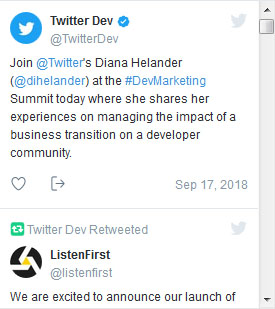 Twitter Dev
@TwitterDev
Join @Twitter's Diana Helander
(@dihelander) at the #DevMarketing
Summit today where she shares her
experiences on managing the impact of a
business transition on a developer
community.
Sep 17, 2018
Twitter Dev Retweeted
ListenFirst
@listenfirst
We are excited to announce our launch of